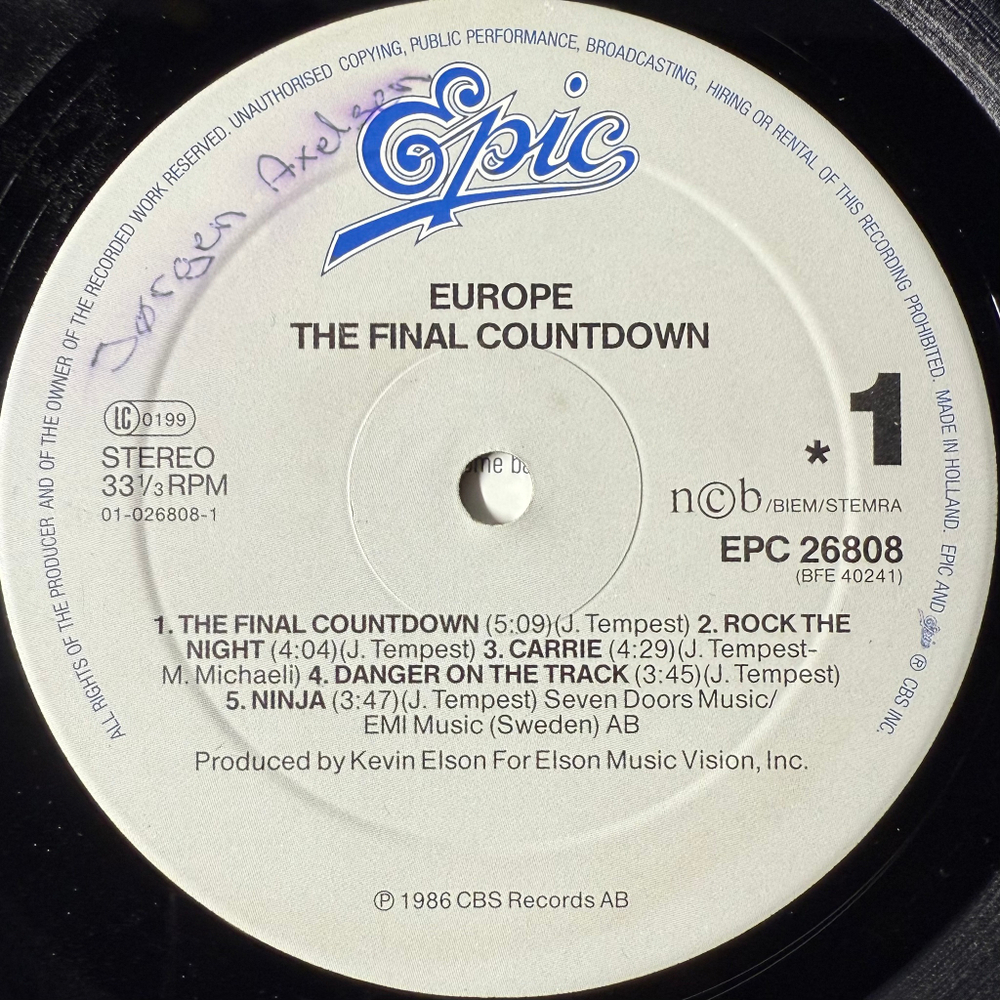 ALL RIGHTS OF THE PRODUCER AND OF THE OWNER OF THE RECORDED WORK RESERVED. UNAUTHORISED COPYING, PUBLIC PERFORMANCE, BROADCASTING, HIRING OR RENTAL OF THIS RECORDING PROHIBITED. MADE IN HOLLAND. EPIC AND Epic ® CBS INC.
Jørgen Axelsen
Epic
EUROPE
THE FINAL COUNTDOWN
LC 0199
STEREO
33 1/3 RPM
01-026808-1
1
*
n©b/BIEM/STEMRA
EPC 26808
(BFE 40241)
1. THE FINAL COUNTDOWN (5:09)(J. Tempest) 2. ROCK THE
NIGHT (4:04)(J. Tempest) 3. CARRIE (4:29)(J. Tempest–
M. Michaeli) 4. DANGER ON THE TRACK (3:45)(J. Tempest)
5. NINJA (3:47)(J. Tempest) Seven Doors Music/
EMI Music (Sweden) AB
Produced by Kevin Elson For Elson Music Vision, Inc.
℗ 1986 CBS Records AB